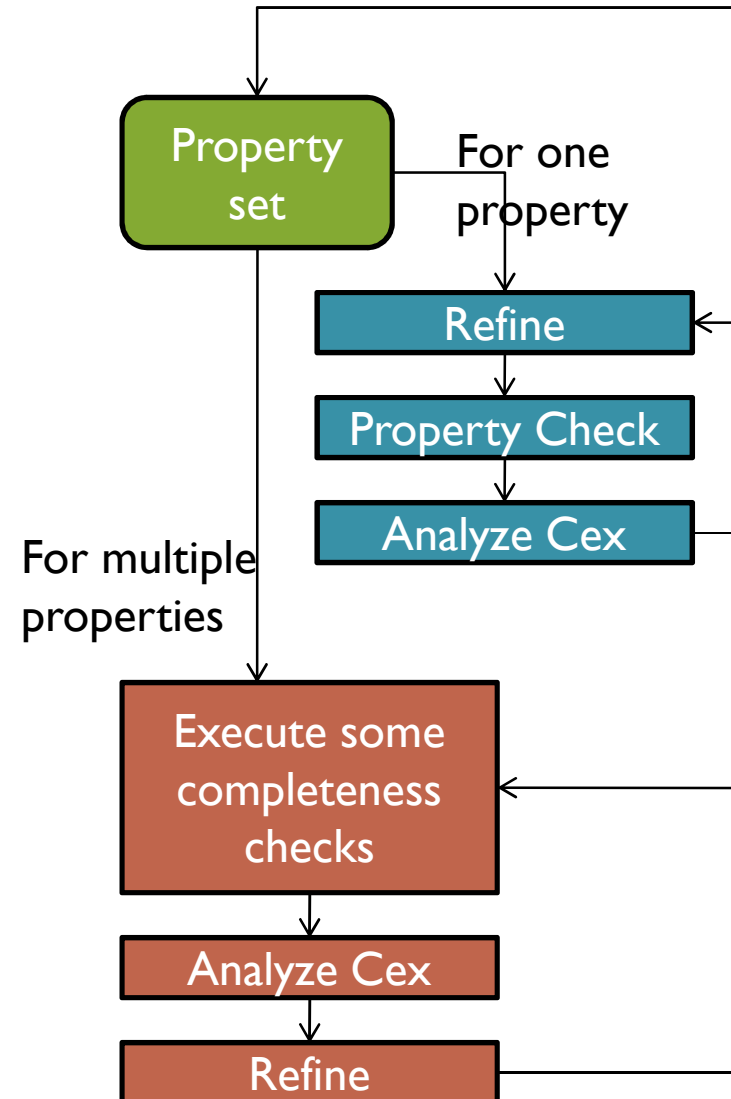 Property
set
For one
property
Refine
Property Check
Analyze Cex
For multiple
properties
Execute some
completeness
checks
Analyze Cex
Refine